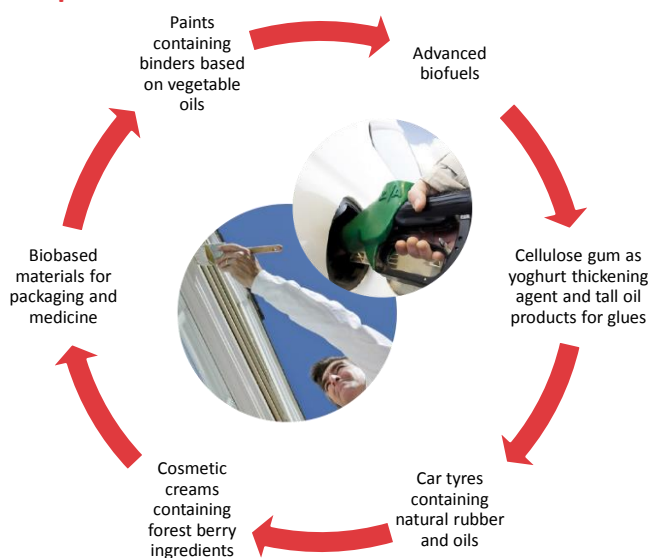 Paints
containing
binders based
on vegetable
oils
Advanced
biofuels
Cellulose gum as
yoghurt thickening
agent and tall oil
products for glues
Car tyres
containing
natural rubber
and oils
Cosmetic
creams
containing
forest berry
ingredients
Biobased
materials for
packaging and
medicine